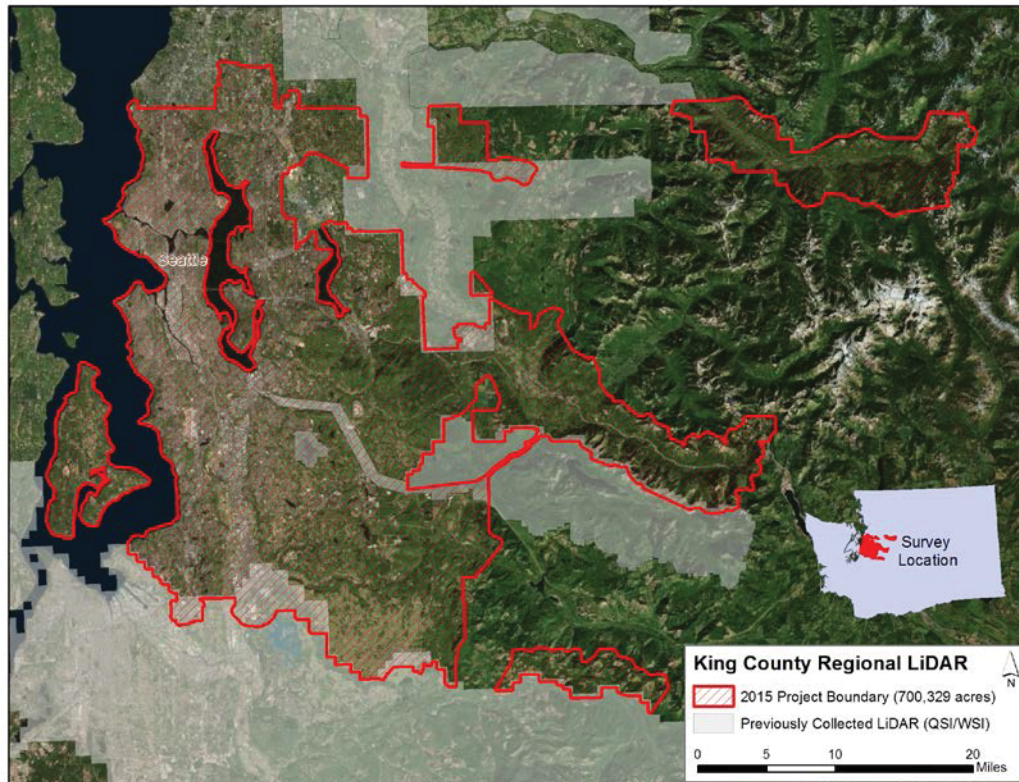 Seattle
Survey
Location
King County Regional LiDAR
N
2015 Project Boundary (700,329 acres)
Previously Collected LiDAR (QSI/WSI)
0 5 10 20
Miles